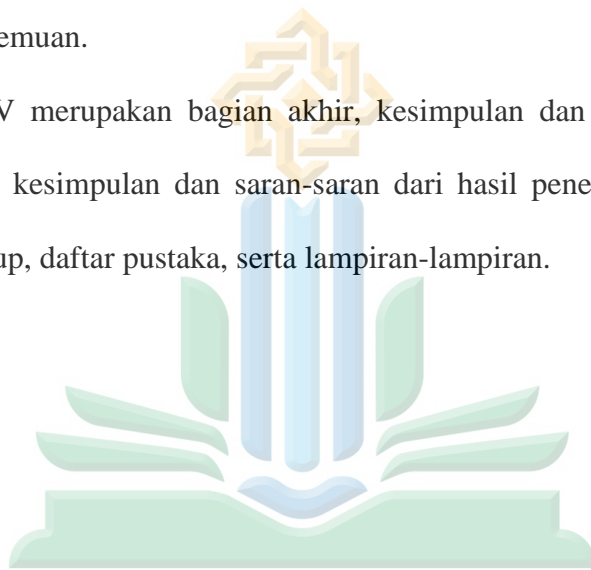 emuan.
V merupakan bagian akhir, kesimpulan dan
kesimpulan dan saran-saran dari hasil pene
up, daftar pustaka, serta lampiran-lampiran.